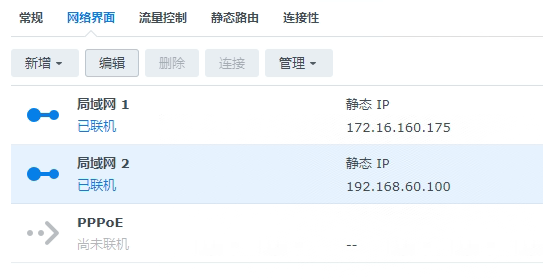 常规 网络界面 流量控制 静态路由 连接性
新增 编辑 删除 连接 管理
局域网 1 静态 IP
已联机 172.16.160.175
局域网 2 静态 IP
已联机 192.168.60.100
PPPoE
尚未联机 --